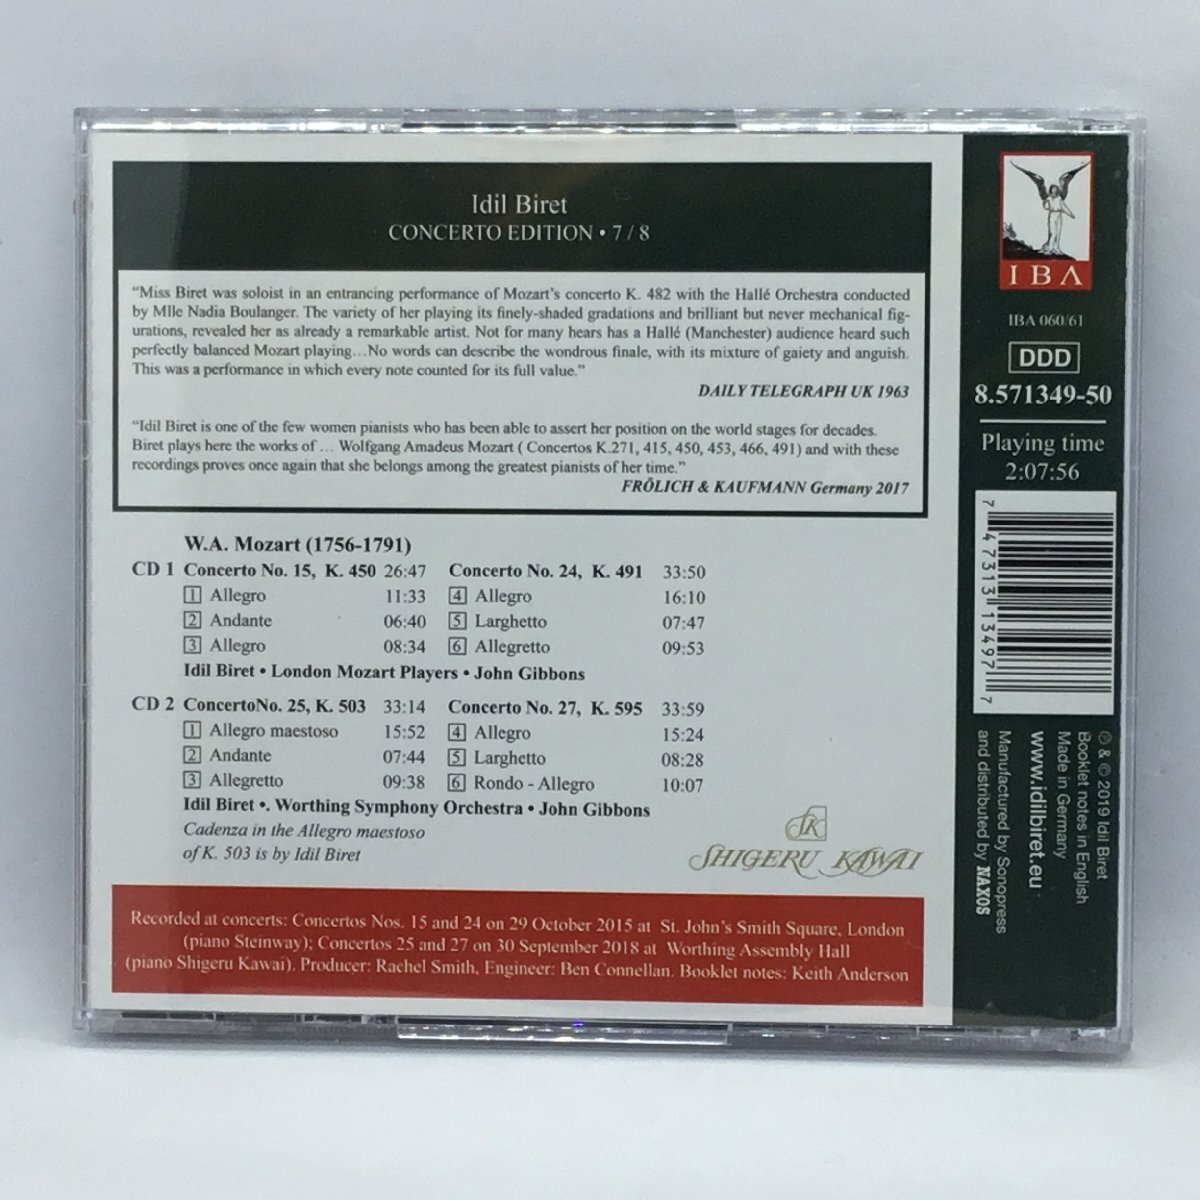 Idil Biret
CONCERTO EDITION • 7 / 8
"Miss Biret was soloist in an entrancing performance of Mozart's concerto K. 482 with the Hallé Orchestra conducted
by Mlle Nadia Boulanger. The variety of her playing its finely-shaded gradations and brilliant but never mechanical fig-
urations, revealed her as already a remarkable artist. Not for many hears has a Hallé (Manchester) audience heard such
perfectly balanced Mozart playing…No words can describe the wondrous finale, with its mixture of gaiety and anguish.
This was a performance in which every note counted for its full value."
DAILY TELEGRAPH UK 1963
"Idil Biret is one of the few women pianists who has been able to assert her position on the world stages for decades.
Biret plays here the works of … Wolfgang Amadeus Mozart ( Concertos K.271, 415, 450, 453, 466, 491) and with these
recordings proves once again that she belongs among the greatest pianists of her time."
FRÖLICH & KAUFMANN Germany 2017
W.A. Mozart (1756-1791)
CD 1 Concerto No. 15, K. 450 26:47 Concerto No. 24, K. 491 33:50
1 Allegro 11:33 4 Allegro 16:10
2 Andante 06:40 5 Larghetto 07:47
3 Allegro 08:34 6 Allegretto 09:53
Idil Biret • London Mozart Players • John Gibbons
CD 2 ConcertoNo. 25, K. 503 33:14 Concerto No. 27, K. 595 33:59
1 Allegro maestoso 15:52 4 Allegro 15:24
2 Andante 07:44 5 Larghetto 08:28
3 Allegretto 09:38 6 Rondo - Allegro 10:07
Idil Biret •. Worthing Symphony Orchestra • John Gibbons
Cadenza in the Allegro maestoso
of K. 503 is by Idil Biret
SK
SHIGERU KAWAI
Recorded at concerts: Concertos Nos. 15 and 24 on 29 October 2015 at St. John's Smith Square, London
(piano Steinway); Concertos 25 and 27 on 30 September 2018 at Worthing Assembly Hall
(piano Shigeru Kawai). Producer: Rachel Smith, Engineer: Ben Connellan. Booklet notes: Keith Anderson
IBA
IBA 060/61
DDD
8.571349-50
Playing time
2:07:56
7 47313 13497 7
℗ & © 2019 Idil Biret
Booklet notes in English
Made in Germany
www.idilbiret.eu
Manufactured by Sonopress
and distributed by NAXOS